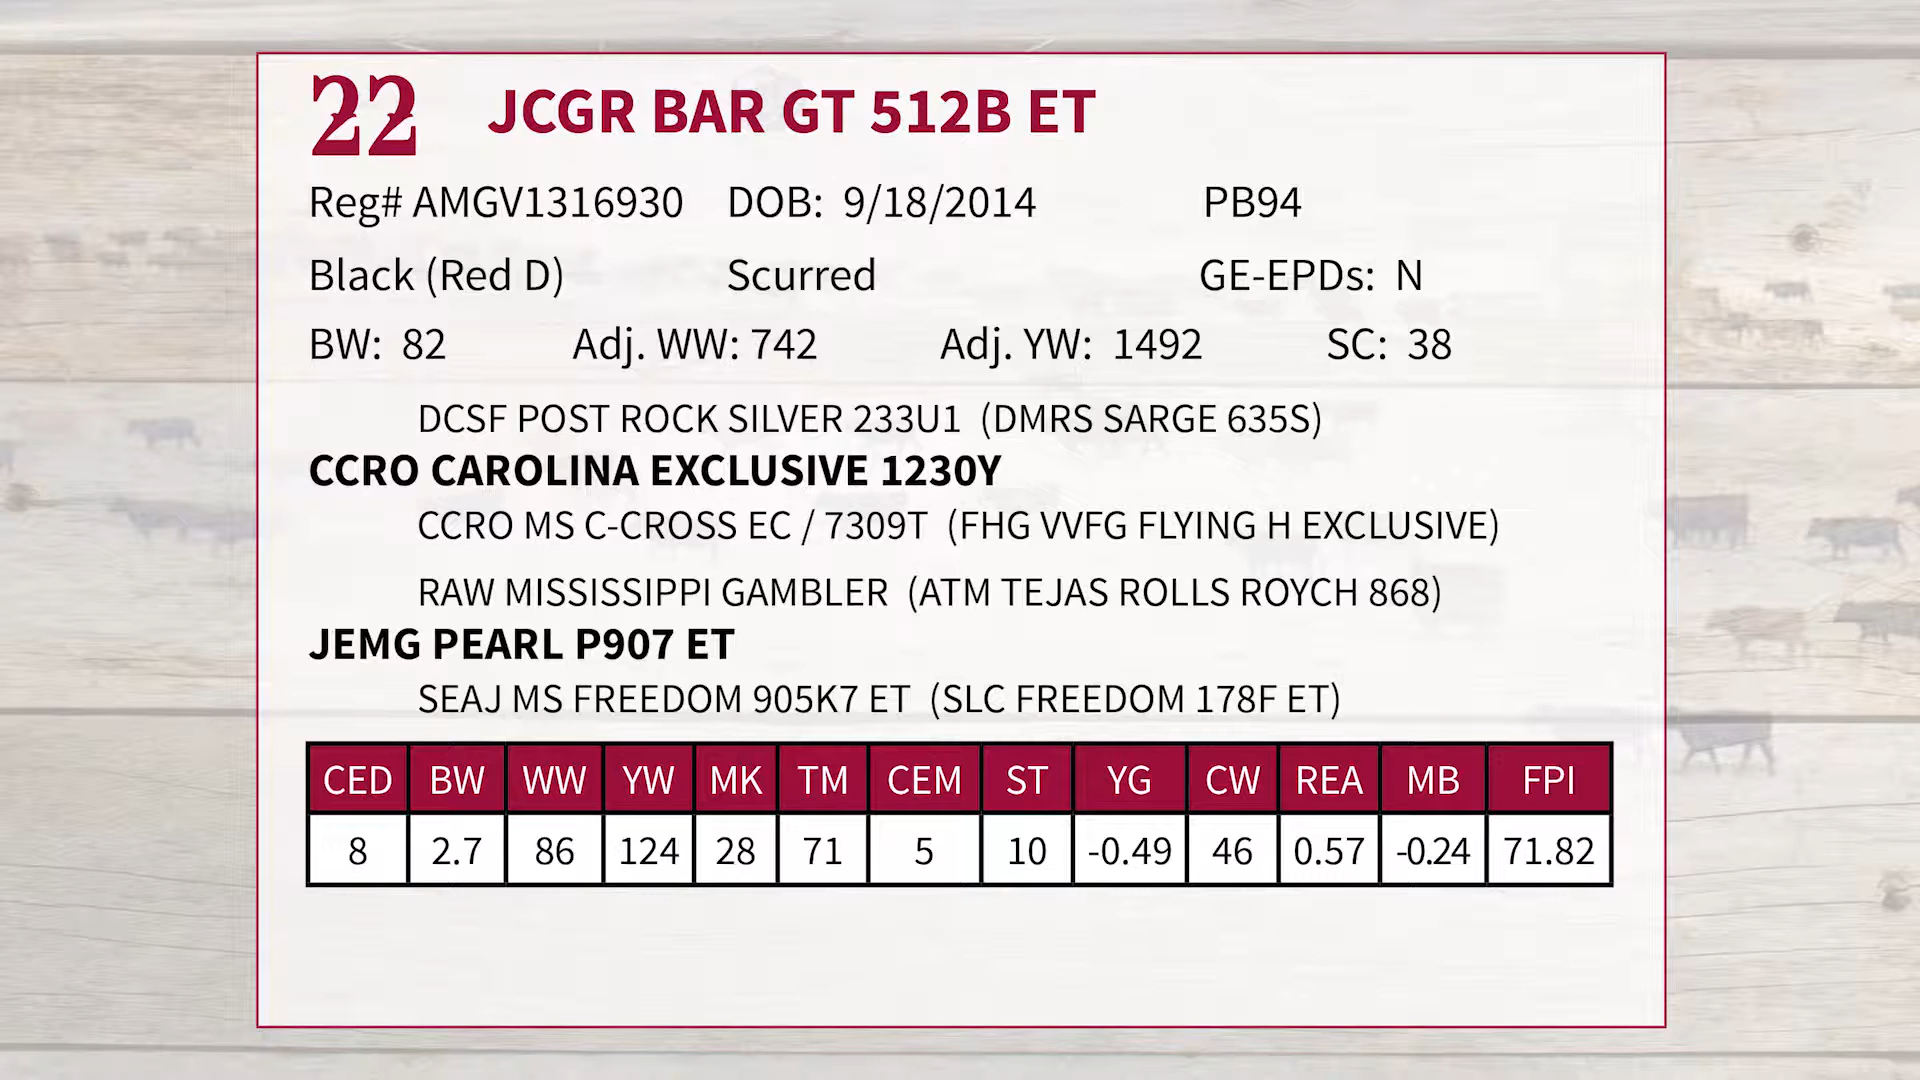 22 JCGR BAR GT 512B ET
Reg# AMGV1316930 DOB: 9/18/2014 PB94
Black (Red D) Scurred GE-EPDs: N
BW: 82 Adj. WW: 742 Adj. YW: 1492 SC: 38
DCSF POST ROCK SILVER 233U1 (DMRS SARGE 635S)
CCRO CAROLINA EXCLUSIVE 1230Y
CCRO MS C-CROSS EC / 7309T (FHG VVFG FLYING H EXCLUSIVE)
RAW MISSISSIPPI GAMBLER (ATM TEJAS ROLLS ROYCH 868)
JEMG PEARL P907 ET
SEAJ MS FREEDOM 905K7 ET (SLC FREEDOM 178F ET)
CED BW WW YW MK TM CEM ST YG CW REA MB FPI
8 2.7 86 124 28 71 5 10 -0.49 46 0.57 -0.24 71.82